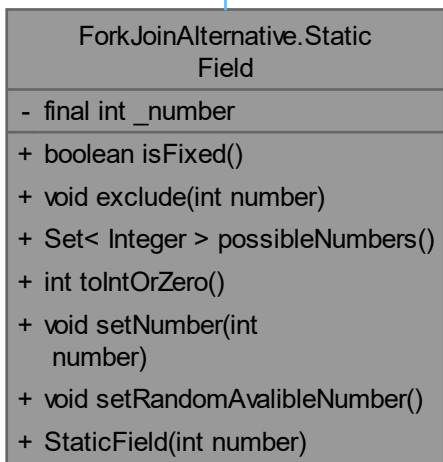 ForkJoinAlternative.Static
Field
- final int _number
+ boolean isFixed()
+ void exclude(int number)
+ Set< Integer > possibleNumbers()
+ int toIntOrZero()
+ void setNumber(int
number)
+ void setRandomAvalibleNumber()
+ StaticField(int number)